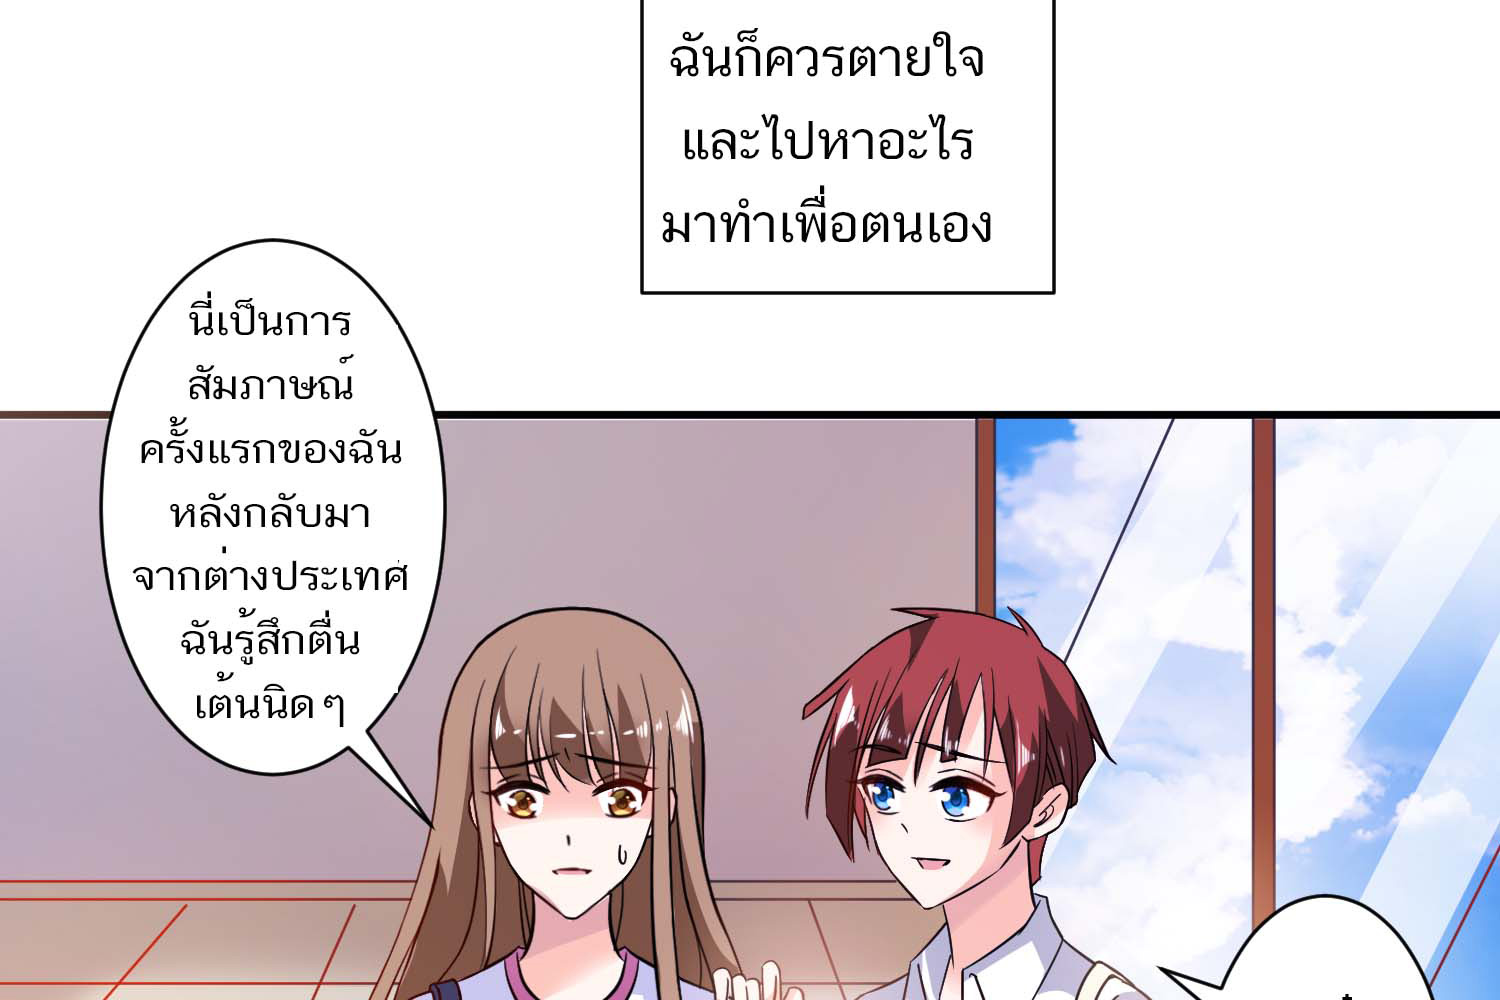 ฉันก็ควรตายใจ
และไปหาอะไร
มาทำเพื่อตนเอง
นี่เป็นการ
สัมภาษณ์
ครั้งแรกของฉัน
หลังกลับมา
จากต่างประเทศ
ฉันรู้สึกตื่น
เต้นนิดๆ